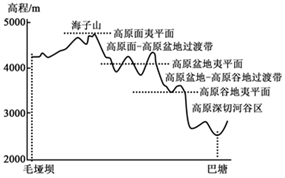 高程/m
海子山
高原面夷平面
高原面-高原盆地过渡带
高原盆地夷平面
高原盆地-高原谷地过渡带
高原谷地夷平面
高原深切河谷区
5000
4000
3000
2000
毛垭坝
巴塘